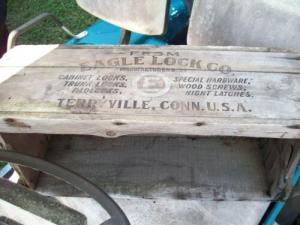 FROM
EAGLE LOCK CO.
MANUFACTURERS
CABINET LOCKS,
TRUNK LOCKS,
PADLOCKS,
E
SPECIAL HARDWARE,
WOOD SCREWS,
NIGHT LATCHES.
TERRYVILLE, CONN. U.S.A.